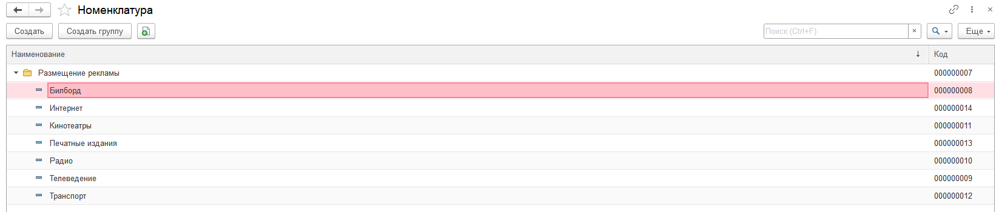 Номенклатура
Создать Создать группу Поиск (Ctrl+F) × Еще
Наименование ↓ Код
Размещение рекламы 000000007
Билборд 000000008
Интернет 000000014
Кинотеатры 000000011
Печатные издания 000000013
Радио 000000010
Телеведение 000000009
Транспорт 000000012